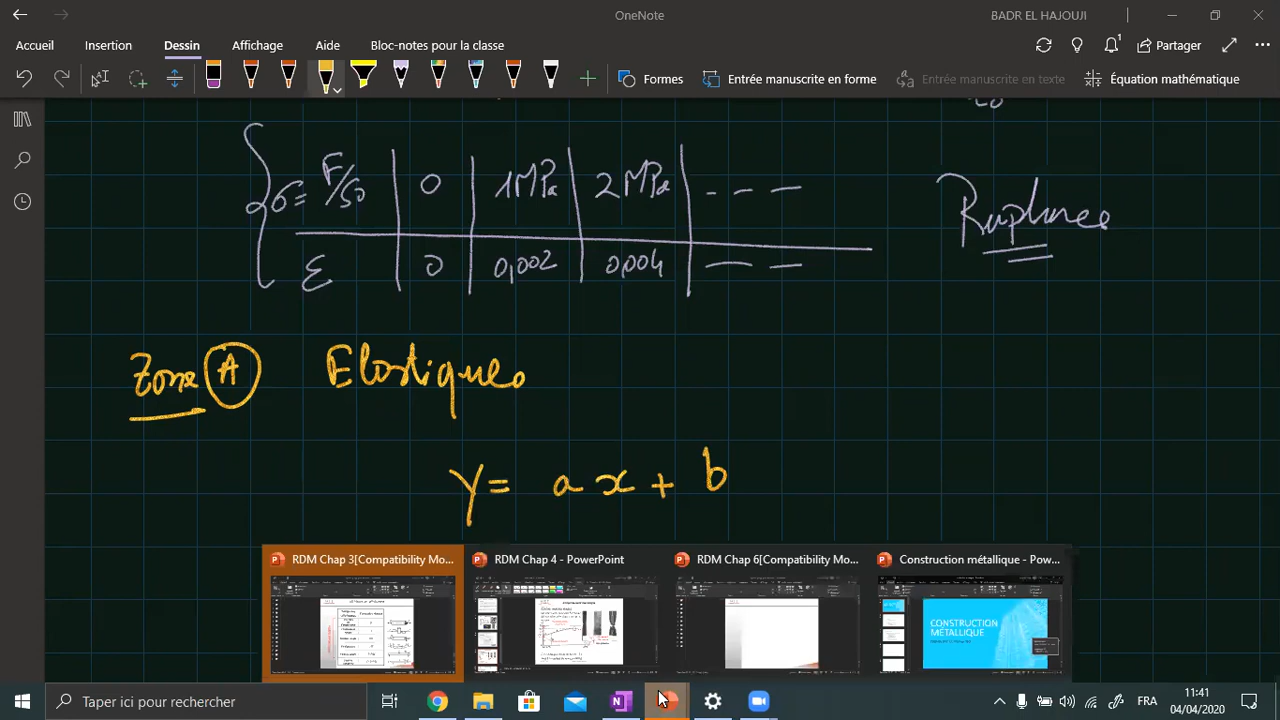 OneNote
BADR EL HAJOUJI
Accueil Insertion Dessin Affichage Aide Bloc-notes pour la classe
Partager
Formes Entrée manuscrite en forme Entrée manuscrite en texte Équation mathématique
σ= F/S0 0 1MPa 2MPa - - -
ε 0 0,002 0,004 - -
Rupture
Zone A Elastique
y= ax + b
RDM Chap 3[Compatibility Mo... RDM Chap 4 - PowerPoint RDM Chap 6[Compatibility Mo... Construction métallique - Pow...
CONSTRUCTION
MÉTALLIQUE
Taper ici pour rechercher
FRA
11:41
04/04/2020